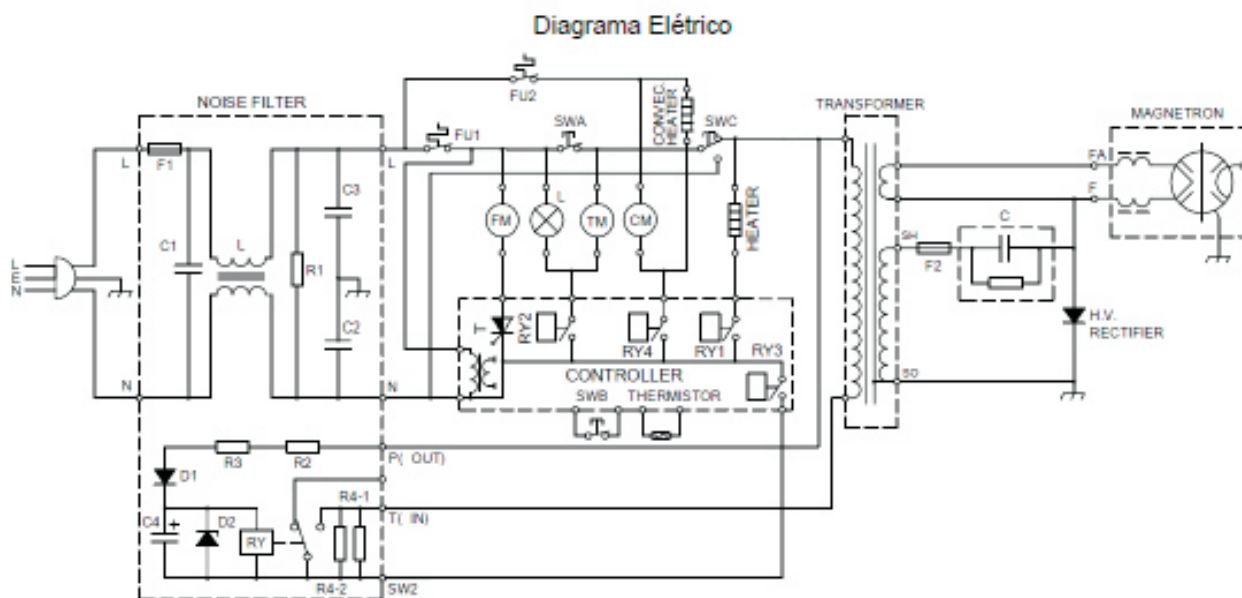 Diagrama Elétrico
NOISE FILTER
FU2
CONVEC.
HEATER
TRANSFORMER
MAGNETRON
FU1
SWA
SWC
L
F1
L
FA
F
C3
L
FM
TM
CM
HEATER
C
SH
F2
C1
L
R1
L
E
N
C2
T
RY2
RY4
RY1
RY3
H.V.
RECTIFIER
N
N
CONTROLLER
SWB
THERMISTOR
SO
R3
R2
P( OUT)
D1
R4-1
T( IN)
C4
+
D2
RY
R4-2
SW2